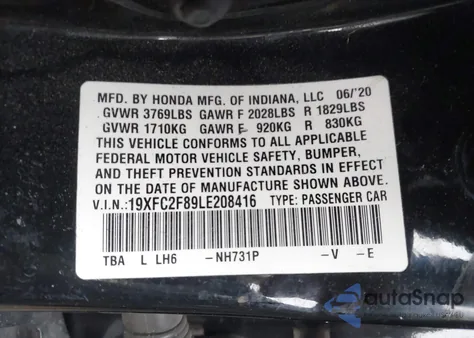 MFD. BY HONDA MFG. OF INDIANA, LLC 06/'20
GVWR 3769LBS GAWR F 2028LBS R 1829LBS
GVWR 1710KG GAWR F 920KG R 830KG
THIS VEHICLE CONFORMS TO ALL APPLICABLE
FEDERAL MOTOR VEHICLE SAFETY, BUMPER,
AND THEFT PREVENTION STANDARDS IN EFFECT
ON THE DATE OF MANUFACTURE SHOWN ABOVE.
V.I.N.:19XFC2F89LE208416 TYPE: PASSENGER CAR
TBA L LH6 -NH731P -V -E
autoSnap